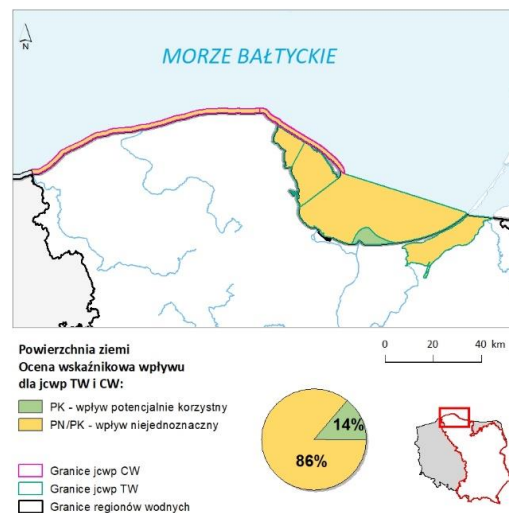 N
MORZE BAŁTYCKIE
Powierzchnia ziemi
Ocena wskaźnikowa wpływu
dla jcwp TW i CW:
PK - wpływ potencjalnie korzystny
PN/PK - wpływ niejednoznaczny
Granice jcwp CW
Granice jcwp TW
Granice regionów wodnych
14%
86%
0 20 40 km